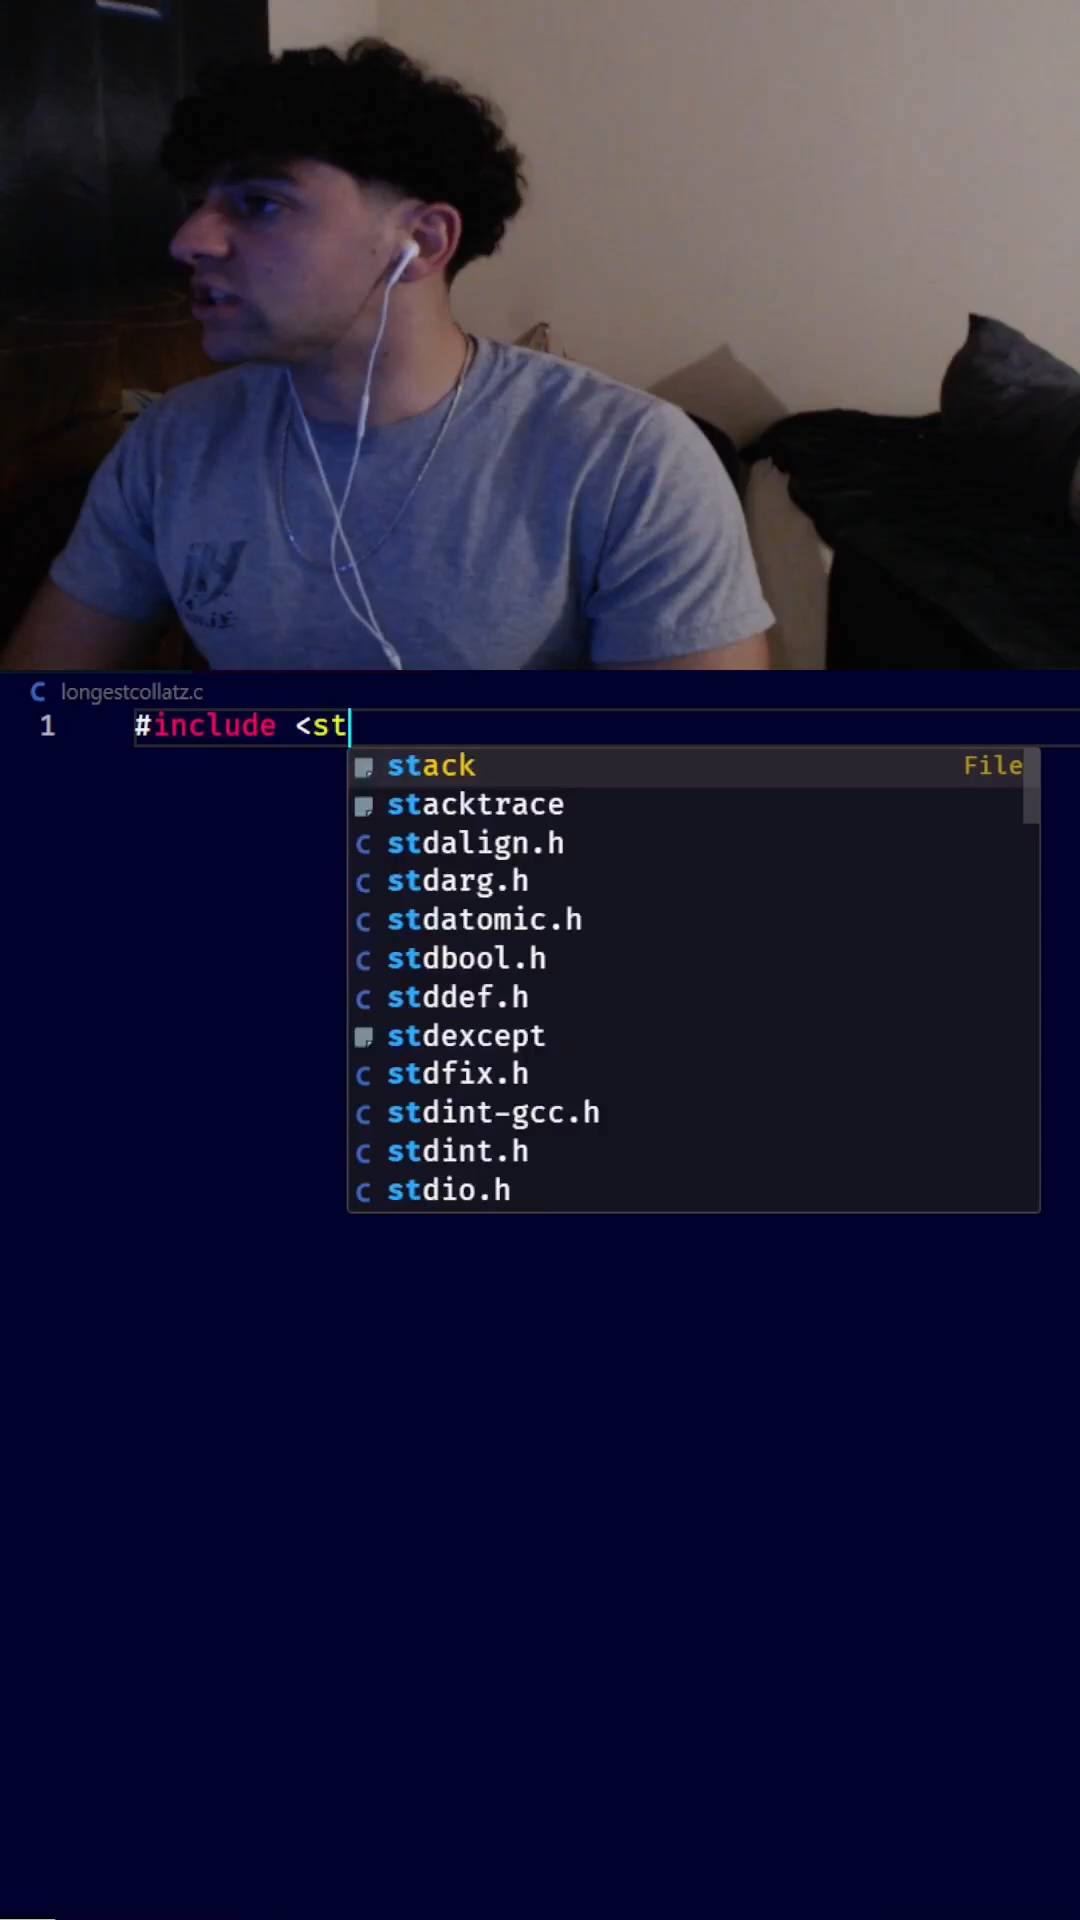 longestcollatz.c
1 #include <st
stack File
stacktrace
stdalign.h
stdarg.h
stdatomic.h
stdbool.h
stddef.h
stdexcept
stdfix.h
stdint-gcc.h
stdint.h
stdio.h